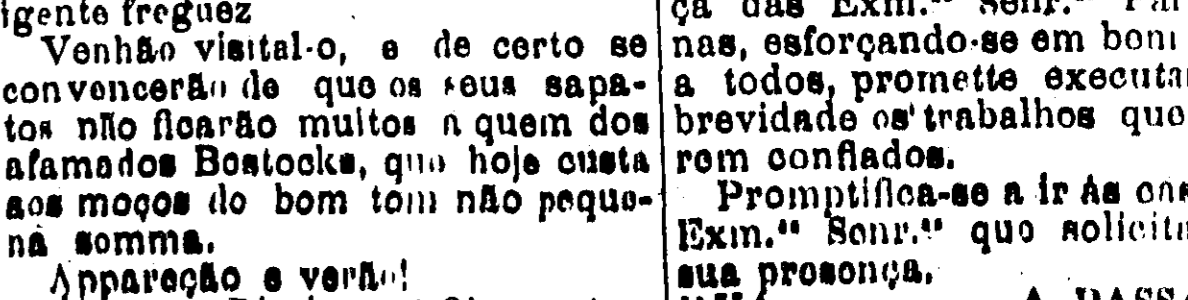 igente freguez
Venhão visital-o, e de certo se
convencerão de que os seus sapa-
tos não ficarão muitos a quem dos
afamados Bostocks, que hoje custa
aos moços do bom tom não peque-
na somma.
Appareção e verão!
ça das Exm.ᵃˢ Senr.ᵃˢ
nas, esforçando-se em bem
a todos, promette executa
brevidade os trabalhos que
rem confiados.
Promptifica-se a ir ás cas
Exm.ᵃˢ Senr.ᵃˢ que solicita
sua presença.